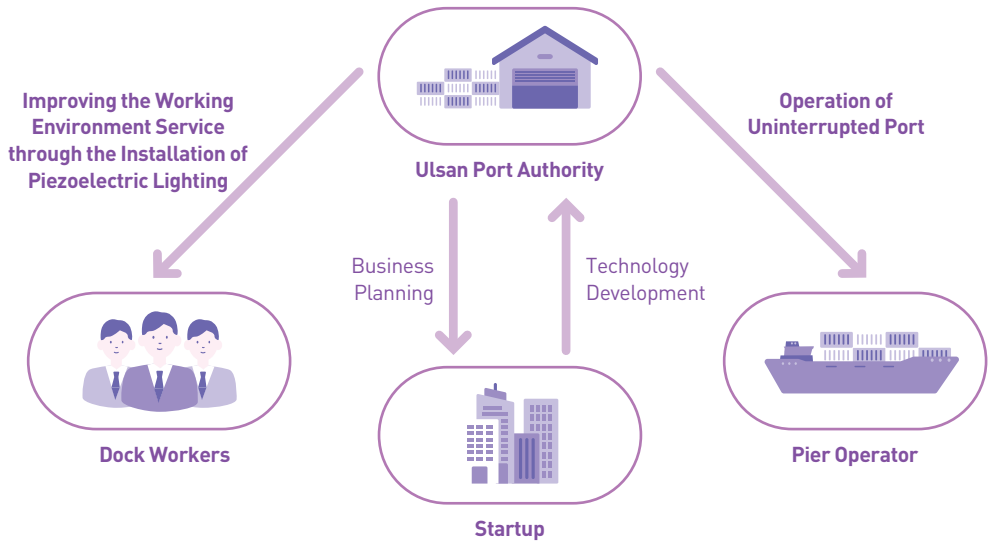 Improving the Working
Environment Service
through the Installation of
Piezoelectric Lighting
Ulsan Port Authority
Operation of
Uninterrupted Port
Business
Planning
Technology
Development
Dock Workers
Startup
Pier Operator